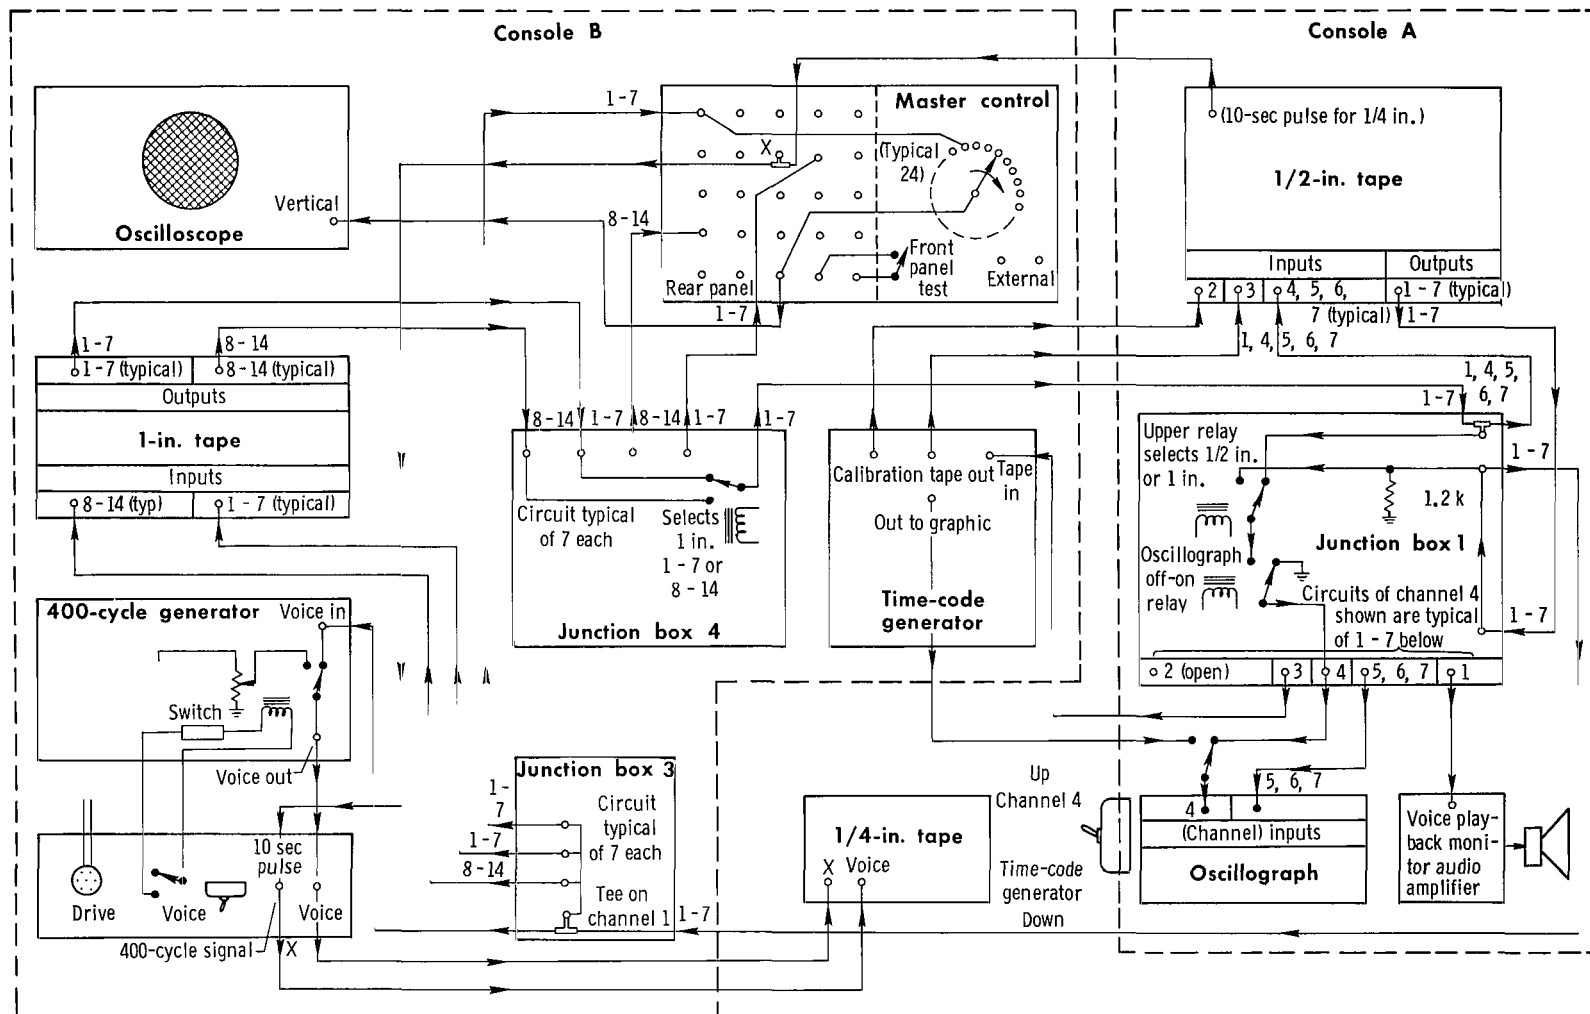 Console B
Console A
1-7
Master control
(10-sec pulse for 1/4 in.)
X
(Typical
24)
1/2-in. tape
Vertical
8-14
Oscilloscope
Front
panel
test
External
Rear panel
Inputs
Outputs
2
3
4, 5, 6,
7 (typical)
1 - 7 (typical)
1-7
1-7
1, 4, 5, 6, 7
1, 4, 5,
6, 7
1-7
1-7
8-14
1-7 (typical)
8-14 (typical)
Outputs
1-in. tape
Inputs
8-14 (typ)
1 - 7 (typical)
8-14
1-7
8-14
1-7
1-7
Circuit typical
of 7 each
Selects
1 in.
1 - 7 or
8 - 14
Junction box 4
Calibration tape out
Tape
in
Out to graphic
Time-code
generator
Upper relay
selects 1/2 in.
or 1 in.
1-7
1.2 k
Junction box 1
Oscillograph
off-on
relay
Circuits of channel 4
shown are typical
of 1 - 7 below
1-7
2 (open)
3
4
5, 6, 7
1
400-cycle generator
Voice in
Switch
Voice out
10 sec
pulse
Drive
Voice
Voice
400-cycle signal
X
Junction box 3
1-
7
1-7
8-14
Circuit
typical
of 7 each
Tee on
channel 1
1-7
1/4-in. tape
X
Voice
Up
Channel 4
Time-code
generator
Down
5, 6, 7
4
(Channel) inputs
Oscillograph
Voice play-
back moni-
tor audio
amplifier